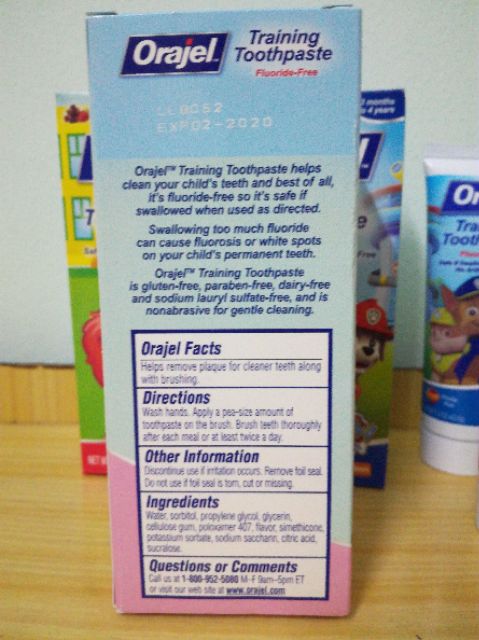 Orajel™
Training
Toothpaste
Fluoride-Free
EXP02-2020
Orajel™ Training Toothpaste helps
clean your child's teeth and best of all,
it's fluoride-free so it's safe if
swallowed when used as directed.
Swallowing too much fluoride
can cause fluorosis or white spots
on your child's permanent teeth.
Orajel™ Training Toothpaste
is gluten-free, paraben-free, dairy-free
and sodium lauryl sulfate-free, and is
nonabrasive for gentle cleaning.
Orajel Facts
Helps remove plaque for cleaner teeth along
with brushing.
Directions
Wash hands. Apply a pea-size amount of
toothpaste on the brush. Brush teeth thoroughly
after each meal or at least twice a day.
Other Information
Discontinue use if irritation occurs. Remove foil seal.
Do not use if foil seal is torn, cut or missing.
Ingredients
Water, sorbitol, propylene glycol, glycerin,
cellulose gum, poloxamer 407, flavor, simethicone,
potassium sorbate, sodium saccharin, citric acid,
sucralose.
Questions or Comments
Call us at 1-800-952-5080 M-F 9am-5pm ET
or visit our web site at www.orajel.com
months
to 4 years